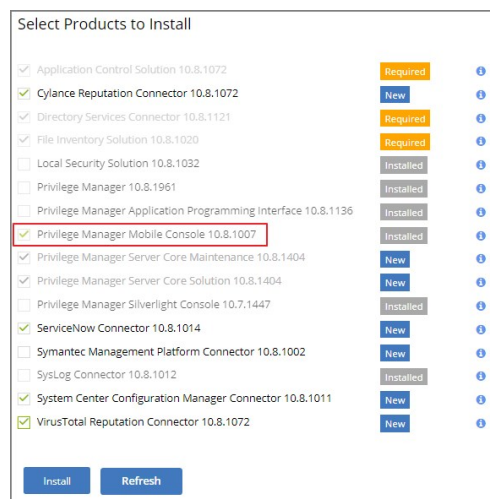 Select Products to Install
Application Control Solution 10.8.1072 Required
Cylance Reputation Connector 10.8.1072 New
Directory Services Connector 10.8.1121 Required
File Inventory Solution 10.8.1020 Required
Local Security Solution 10.8.1032 Installed
Privilege Manager 10.8.1961 Installed
Privilege Manager Application Programming Interface 10.8.1136 Installed
Privilege Manager Mobile Console 10.8.1007 Installed
Privilege Manager Server Core Maintenance 10.8.1404 New
Privilege Manager Server Core Solution 10.8.1404 New
Privilege Manager Silverlight Console 10.7.1447 Installed
ServiceNow Connector 10.8.1014 New
Symantec Management Platform Connector 10.8.1002 New
SysLog Connector 10.8.1012 Installed
System Center Configuration Manager Connector 10.8.1011 New
VirusTotal Reputation Connector 10.8.1072 New
Install Refresh